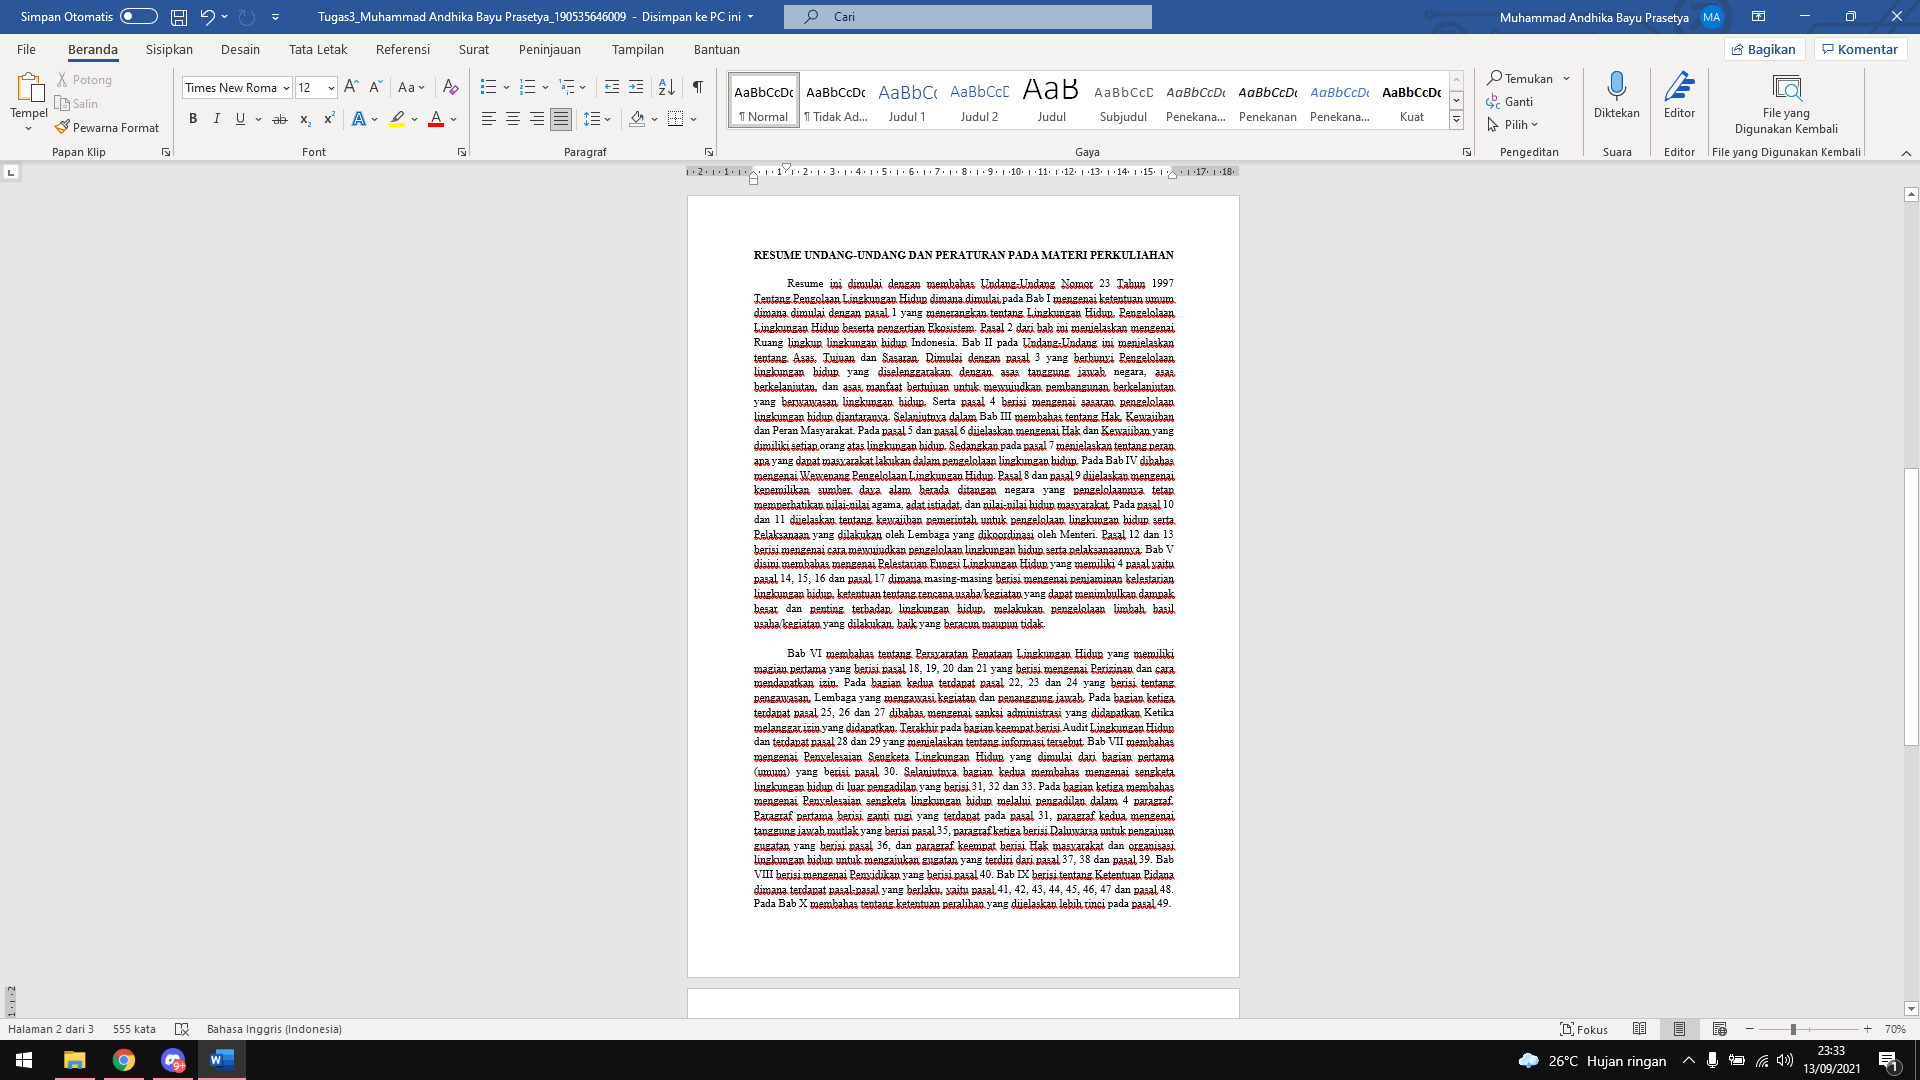 Simpan Otomatis
Tugas3_Muhammad Andhika Bayu Prasetya_190535646009 - Disimpan ke PC ini
Cari
Muhammad Andhika Bayu Prasetya MA
File Beranda Sisipkan Desain Tata Letak Referensi Surat Peninjauan Tampilan Bantuan
Bagikan Komentar
Tempel
Potong
Salin
Pewarna Format
Papan Klip
Times New Roma 12
Font
Paragraf
AaBbCcDc AaBbCcDc AaBbCc AaBbCcD AaB AaBbCcD AaBbCcDc AaBbCcDc AaBbCcDc AaBbCcDc
¶ Normal ¶ Tidak Ad... Judul 1 Judul 2 Judul Subjudul Penekana... Penekanan Penekana... Kuat
Gaya
Temukan
Ganti
Pilih
Pengeditan
Diktekan
Suara
Editor
Editor
File yang
Digunakan Kembali
File yang Digunakan Kembali
2 1 1 2 3 4 5 6 7 8 9 10 11 12 13 14 15 17 18
RESUME UNDANG-UNDANG DAN PERATURAN PADA MATERI PERKULIAHAN
Resume ini dimulai dengan membahas Undang-Undang Nomor 23 Tahun 1997
Tentang Pengolaan Lingkungan Hidup dimana dimulai pada Bab I mengenai ketentuan umum
dimana dimulai dengan pasal 1 yang menerangkan tentang Lingkungan Hidup, Pengelolaan
Lingkungan Hidup beserta pengertian Ekosistem. Pasal 2 dari bab ini menjelaskan mengenai
Ruang lingkup lingkungan hidup Indonesia. Bab II pada Undang-Undang ini menjelaskan
tentang Asas, Tujuan dan Sasaran. Dimulai dengan pasal 3 yang berbunyi Pengelolaan
lingkungan hidup yang diselenggarakan dengan asas tanggung jawab negara, asas
berkelanjutan, dan asas manfaat bertujuan untuk mewujudkan pembangunan berkelanjutan
yang berwawasan lingkungan hidup. Serta pasal 4 berisi mengenai sasaran pengelolaan
lingkungan hidup diantaranya. Selanjutnya dalam Bab III membahas tentang Hak, Kewajiban
dan Peran Masyarakat. Pada pasal 5 dan pasal 6 dijelaskan mengenai Hak dan Kewajiban yang
dimiliki setiap orang atas lingkungan hidup. Sedangkan pada pasal 7 menjelaskan tentang peran
apa yang dapat masyarakat lakukan dalam pengelolaan lingkungan hidup. Pada Bab IV dibahas
mengenai Wewenang Pengelolaan Lingkungan Hidup. Pasal 8 dan pasal 9 dijelaskan mengenai
kepemilikan sumber daya alam berada ditangan negara yang pengelolaannya tetap
memperhatikan nilai-nilai agama, adat istiadat, dan nilai-nilai hidup masyarakat. Pada pasal 10
dan 11 dijelaskan tentang kewajiban pemerintah untuk pengelolaan lingkungan hidup serta
Pelaksanaan yang dilakukan oleh Lembaga yang dikoordinasi oleh Menteri. Pasal 12 dan 13
berisi mengenai cara mewujudkan pengelolaan lingkungan hidup serta pelaksanaannya. Bab V
disini membahas mengenai Pelestarian Fungsi Lingkungan Hidup yang memiliki 4 pasal yaitu
pasal 14, 15, 16 dan pasal 17 dimana masing-masing berisi mengenai penjaminan kelestarian
lingkungan hidup, ketentuan tentang rencana usaha/kegiatan yang dapat menimbulkan dampak
besar dan penting terhadap lingkungan hidup, melakukan pengelolaan limbah hasil
usaha/kegiatan yang dilakukan, baik yang beracun maupun tidak.
Bab VI membahas tentang Persyaratan Penataan Lingkungan Hidup yang memiliki
magian pertama yang berisi pasal 18, 19, 20 dan 21 yang berisi mengenai Perizinan dan cara
mendapatkan izin. Pada bagian kedua terdapat pasal 22, 23 dan 24 yang berisi tentang
pengawasan, Lembaga yang mengawasi kegiatan dan penanggung jawab. Pada bagian ketiga
terdapat pasal 25, 26 dan 27 dibahas mengenai sanksi administrasi yang didapatkan Ketika
melanggar izin yang didapatkan. Terakhir pada bagian keempat berisi Audit Lingkungan Hidup
dan terdapat pasal 28 dan 29 yang menjelaskan tentang informasi tersebut. Bab VII membahas
mengenai Penyelesaian Sengketa Lingkungan Hidup yang dimulai dari bagian pertama
(umum) yang berisi pasal 30. Selanjutnya bagian kedua membahas mengenai sengketa
lingkungan hidup di luar pengadilan yang berisi 31, 32 dan 33. Pada bagian ketiga membahas
mengenai Penyelesaian sengketa lingkungan hidup melalui pengadilan dalam 4 paragraf.
Paragraf pertama berisi ganti rugi yang terdapat pada pasal 31, paragraf kedua mengenai
tanggung jawab mutlak yang berisi pasal 35, paragraf ketiga berisi Daluwarsa untuk pengajuan
gugatan yang berisi pasal 36, dan paragraf keempat berisi Hak masyarakat dan organisasi
lingkungan hidup untuk mengajukan gugatan yang terdiri dari pasal 37, 38 dan pasal 39. Bab
VIII berisi mengenai Penyidikan yang berisi pasal 40. Bab IX berisi tentang Ketentuan Pidana
dimana terdapat pasal-pasal yang berlaku, yaitu pasal 41, 42, 43, 44, 45, 46, 47 dan pasal 48.
Pada Bab X membahas tentang ketentuan peralihan yang dijelaskan lebih rinci pada pasal 49.
Halaman 2 dari 3 555 kata Bahasa Inggris (Indonesia)
Fokus 70%
26°C Hujan ringan
23:33
13/09/2021